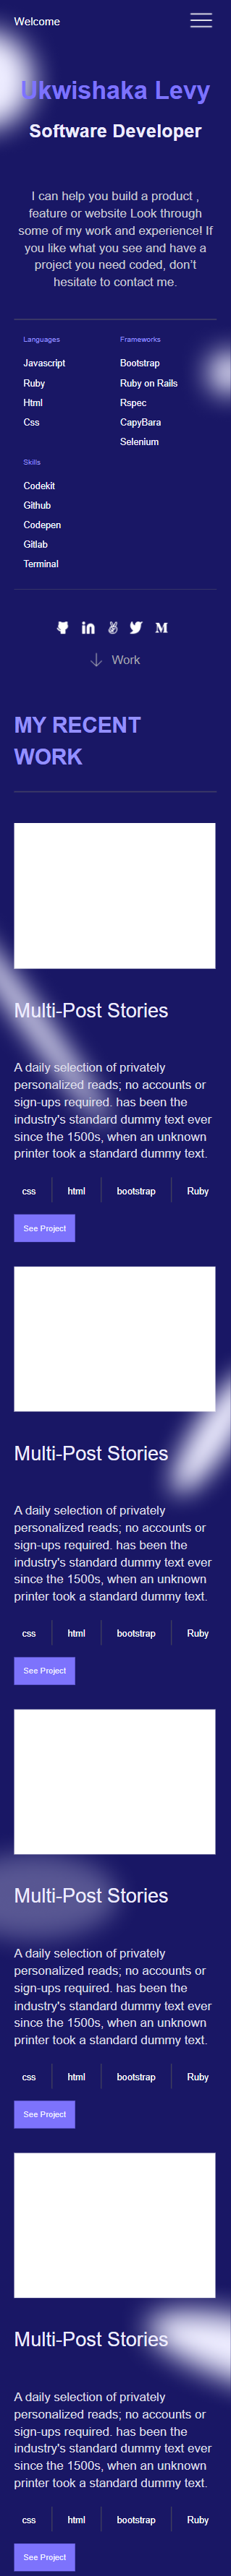 Welcome
Ukwishaka Levy
Software Developer
I can help you build a product ,
feature or website Look through
some of my work and experience! If
you like what you see and have a
project you need coded, don't
hesitate to contact me.
Languages
Javascript
Ruby
Html
Css
Frameworks
Bootstrap
Ruby on Rails
Rspec
CapyBara
Selenium
Skills
Codekit
Github
Codepen
Gitlab
Terminal
Work
MY RECENT
WORK
Multi-Post Stories
A daily selection of privately
personalized reads; no accounts or
sign-ups required. has been the
industry's standard dummy text ever
since the 1500s, when an unknown
printer took a standard dummy text.
css html bootstrap Ruby
See Project
Multi-Post Stories
A daily selection of privately
personalized reads; no accounts or
sign-ups required. has been the
industry's standard dummy text ever
since the 1500s, when an unknown
printer took a standard dummy text.
css html bootstrap Ruby
See Project
Multi-Post Stories
A daily selection of privately
personalized reads; no accounts or
sign-ups required. has been the
industry's standard dummy text ever
since the 1500s, when an unknown
printer took a standard dummy text.
css html bootstrap Ruby
See Project
Multi-Post Stories
A daily selection of privately
personalized reads; no accounts or
sign-ups required. has been the
industry's standard dummy text ever
since the 1500s, when an unknown
printer took a standard dummy text.
css html bootstrap Ruby
See Project